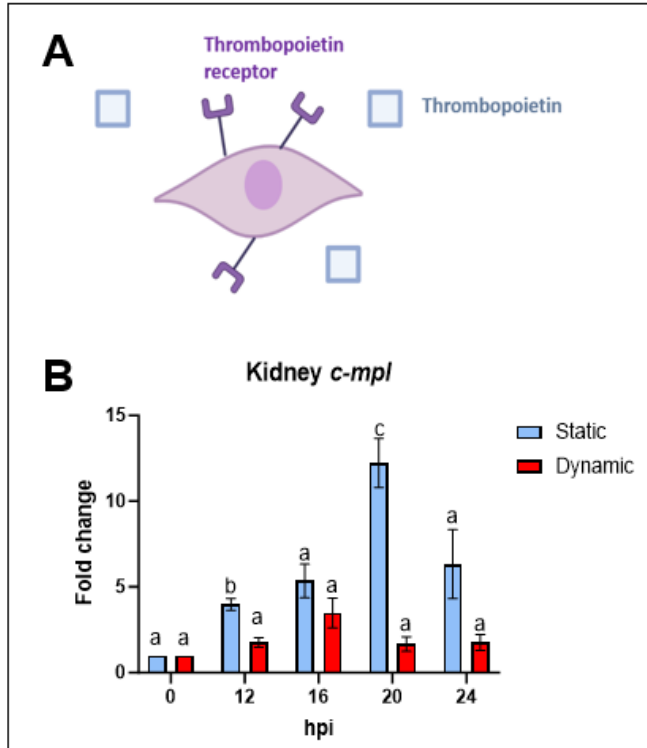 A
Thrombopoietin
receptor
Thrombopoietin
B
Kidney c-mpl
15
10
5
0
Fold change
a a b a a a c a a a
0 12 16 20 24
hpi
Static
Dynamic